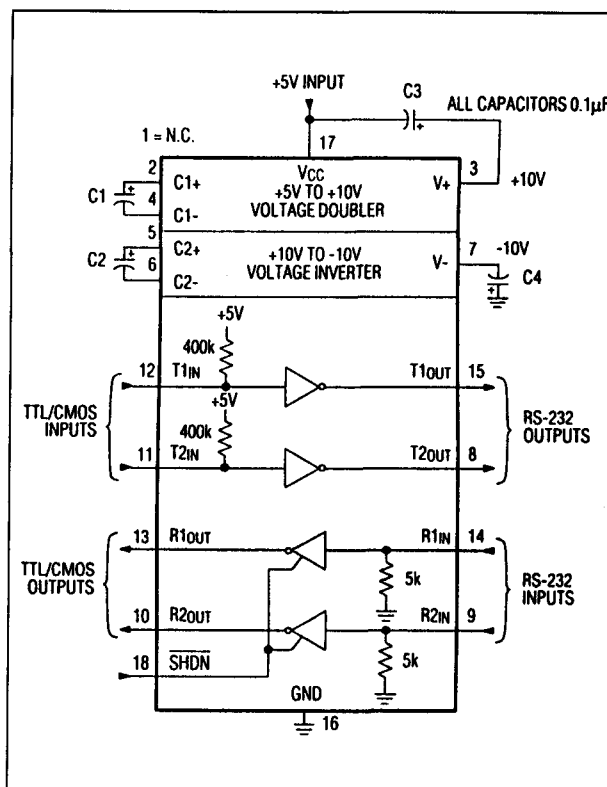 +5V INPUT
C3
ALL CAPACITORS 0.1µF
+
1 = N.C.
17
2
VCC
3
C1+
+5V TO +10V
V+
+10V
C1
+
4
VOLTAGE DOUBLER
C1-
5
C2+
+10V TO -10V
7
-10V
C2
+
6
VOLTAGE INVERTER
V-
C2-
+
C4
+5V
400k
12
T1IN
T1OUT
15
TTL/CMOS
INPUTS
+5V
RS-232
OUTPUTS
400k
11
T2IN
T2OUT
8
13
R1OUT
R1IN
14
TTL/CMOS
OUTPUTS
5k
RS-232
INPUTS
10
R2OUT
R2IN
9
18
SHDN
5k
GND
16